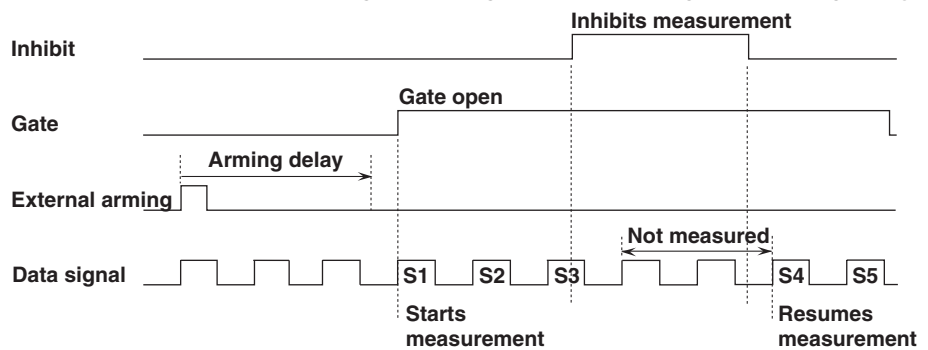 Inhibits measurement
Inhibit
Gate open
Gate
Arming delay
External arming
Not measured
Data signal
S1 S2 S3 S4 S5
Starts
measurement
Resumes
measurement